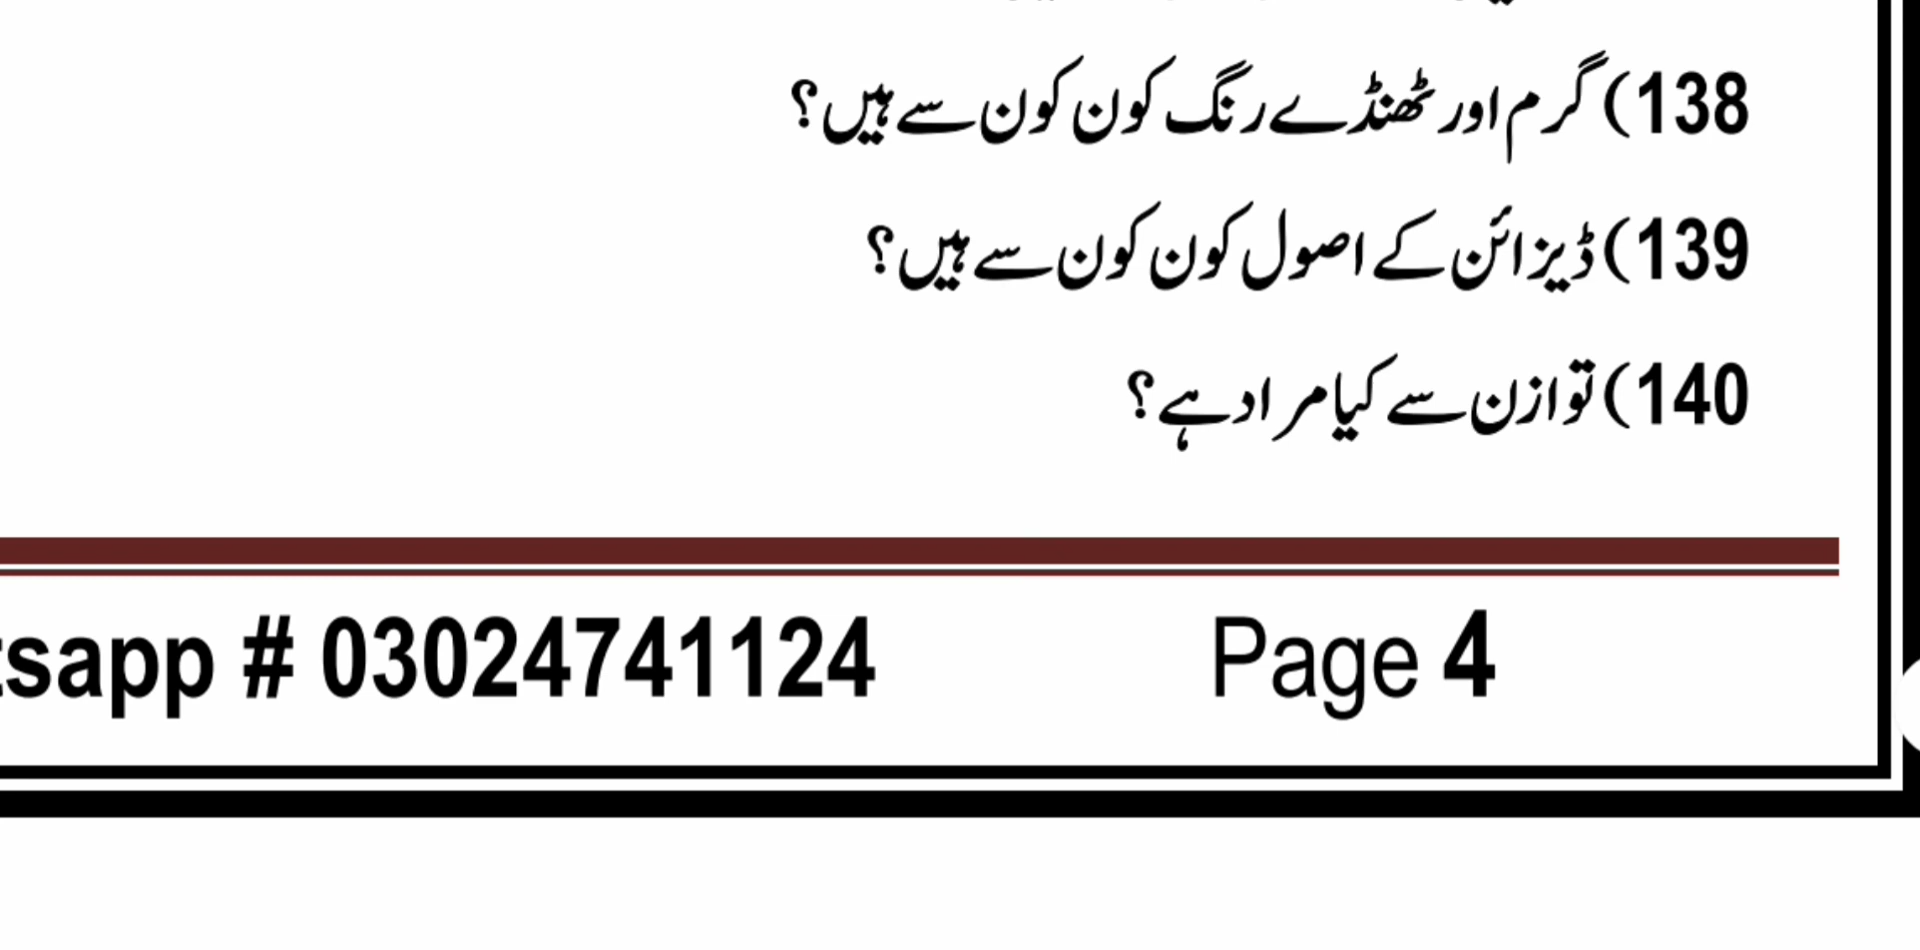 138) گرم اور ٹھنڈے رنگ کون کون سے ہیں؟
139) ڈیزائن کے اصول کون کون سے ہیں؟
140) توازن سے کیا مراد ہے؟
tsapp # 03024741124 Page 4